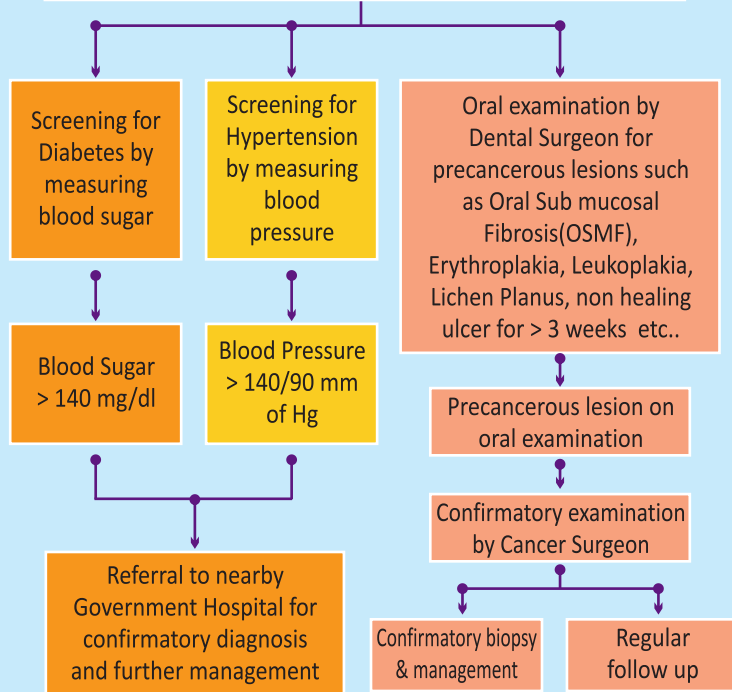 Screening for
Diabetes by
measuring
blood sugar
Screening for
Hypertension
by measuring
blood
pressure
Oral examination by
Dental Surgeon for
precancerous lesions such
as Oral Sub mucosal
Fibrosis(OSMF),
Erythroplakia, Leukoplakia,
Lichen Planus, non healing
ulcer for > 3 weeks etc..
Blood Sugar
> 140 mg/dl
Blood Pressure
> 140/90 mm
of Hg
Precancerous lesion on
oral examination
Confirmatory examination
by Cancer Surgeon
Referral to nearby
Government Hospital for
confirmatory diagnosis
and further management
Confirmatory biopsy
& management
Regular
follow up